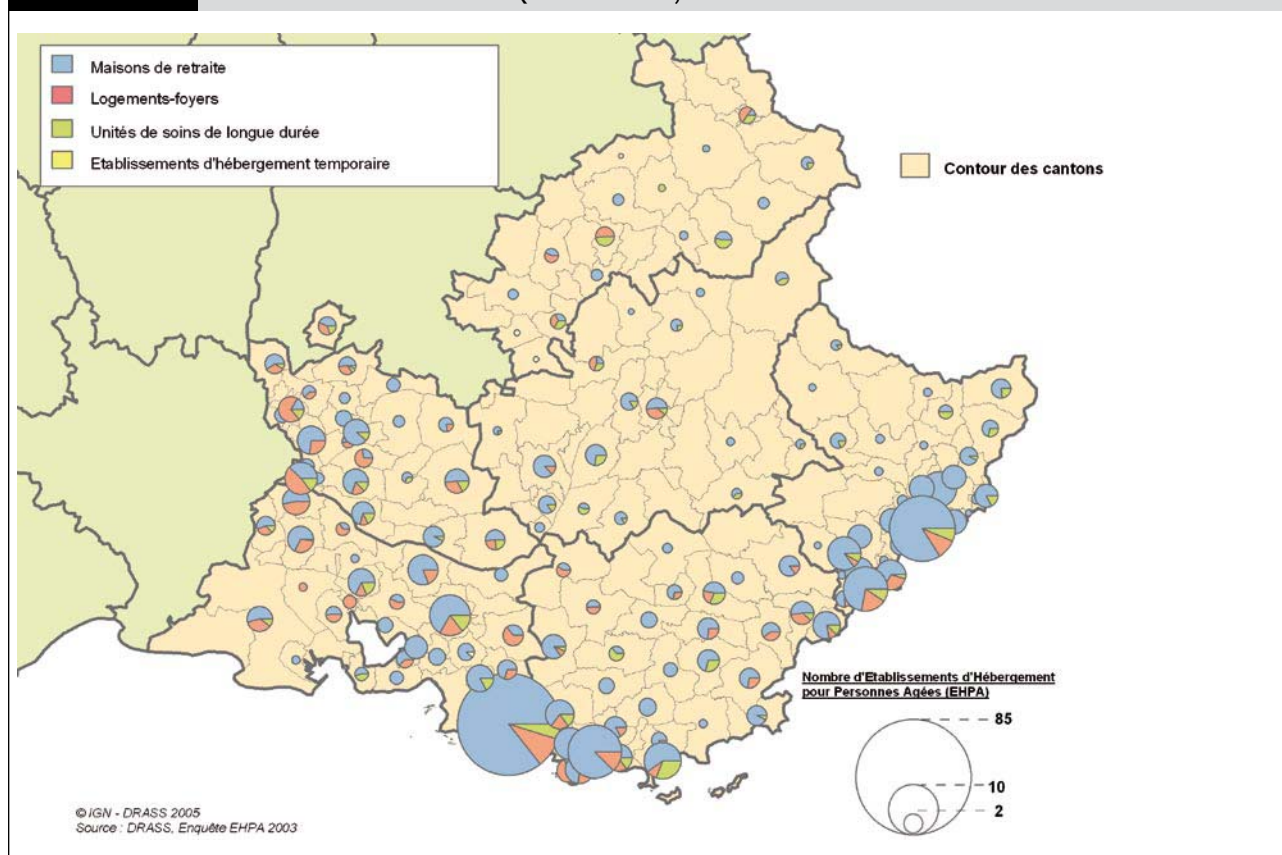 Maisons de retraite
Logements-foyers
Unités de soins de longue durée
Etablissements d'hébergement temporaire
Contour des cantons
Nombre d'Etablissements d'Hébergement
pour Personnes Agées (EHPA)
85
10
2
© IGN - DRASS 2005
Source : DRASS, Enquête EHPA 2003